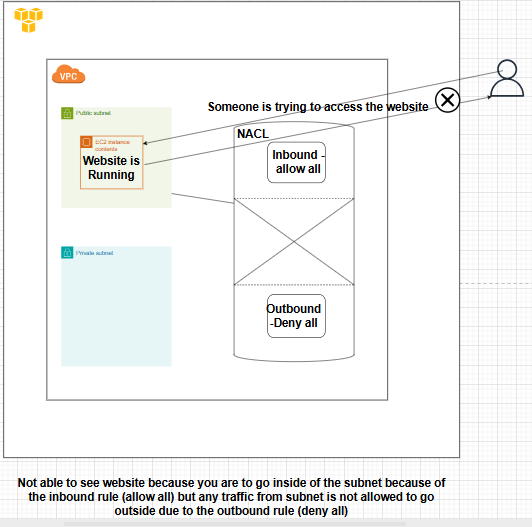 VPC
Someone is trying to access the website
Public subnet
EC2 instance
contents
Website is
Running
NACL
Inbound -
allow all
Private subnet
Outbound
-Deny all
Not able to see website because you are to go inside of the subnet because of
the inbound rule (allow all) but any traffic from subnet is not allowed to go
outside due to the outbound rule (deny all)